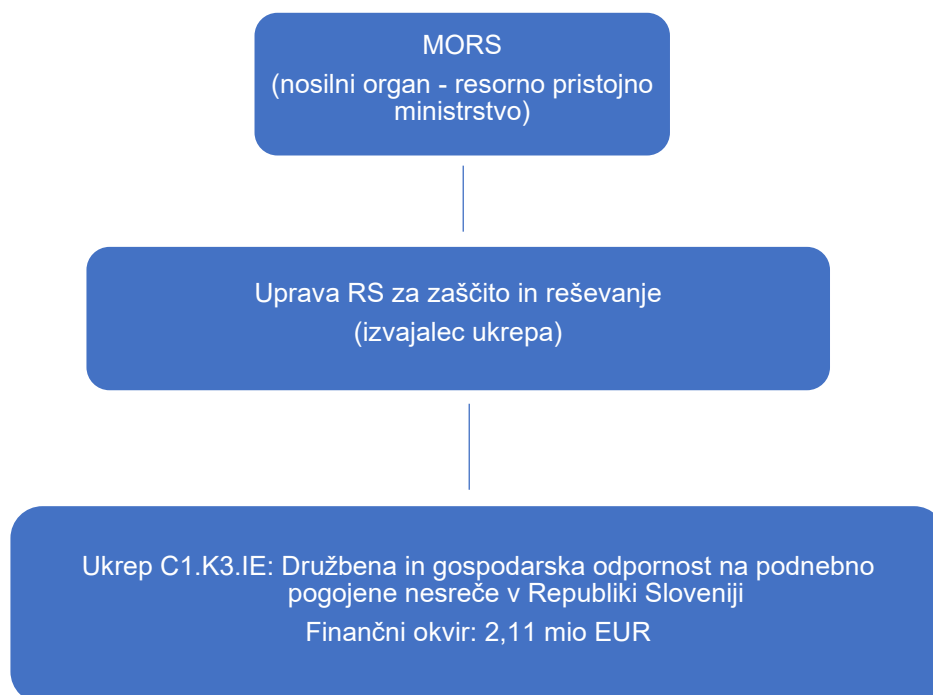 MORS
(nosilni organ - resorno pristojno
ministrstvo)
Uprava RS za zaščito in reševanje
(izvajalec ukrepa)
Ukrep C1.K3.IE: Družbena in gospodarska odpornost na podnebno
pogojene nesreče v Republiki Sloveniji
Finančni okvir: 2,11 mio EUR